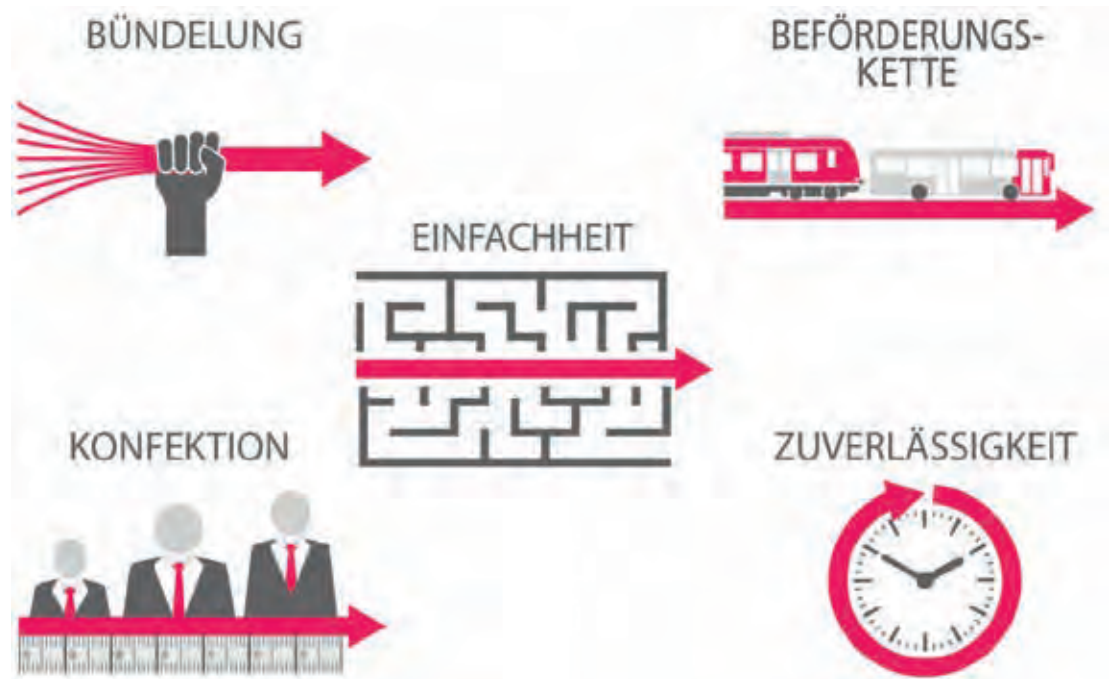 BÜNDELUNG
BEFÖRDERUNGS-
KETTE
EINFACHHEIT
KONFEKTION
ZUVERLÄSSIGKEIT